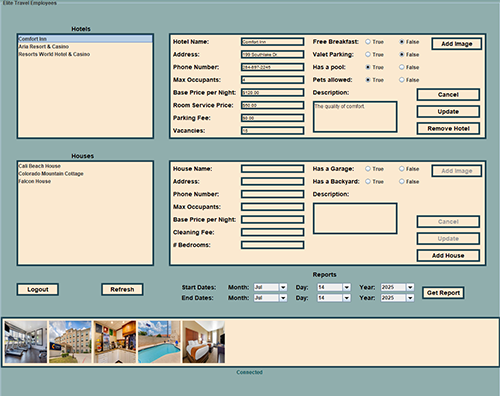 Elite Travel Employees
Hotels
Comfort Inn
Aria Resort & Casino
Resorts World Hotel & Casino
Hotel Name: Comfort Inn
Address:
Phone Number:
Max Occupants: 4
Base Price per Night: $128.00
Room Service Price: $50.00
Parking Fee: $0.00
Vacancies: 15
Free Breakfast: True False
Valet Parking: True False
Has a pool: True False
Pets allowed: True False
Description:
The quality of comfort.
Add Image
Cancel
Update
Remove Hotel
Houses
Cali Beach House
Colorado Mountain Cottage
Falcon House
House Name:
Address:
Phone Number:
Max Occupants:
Base Price per Night:
Cleaning Fee:
# Bedrooms:
Has a Garage: True False
Has a Backyard: True False
Description:
Add Image
Cancel
Update
Add House
Reports
Start Dates: Month: Jul Day: 14 Year: 2025
End Dates: Month: Jul Day: 14 Year: 2025
Get Report
Logout
Refresh
Connected